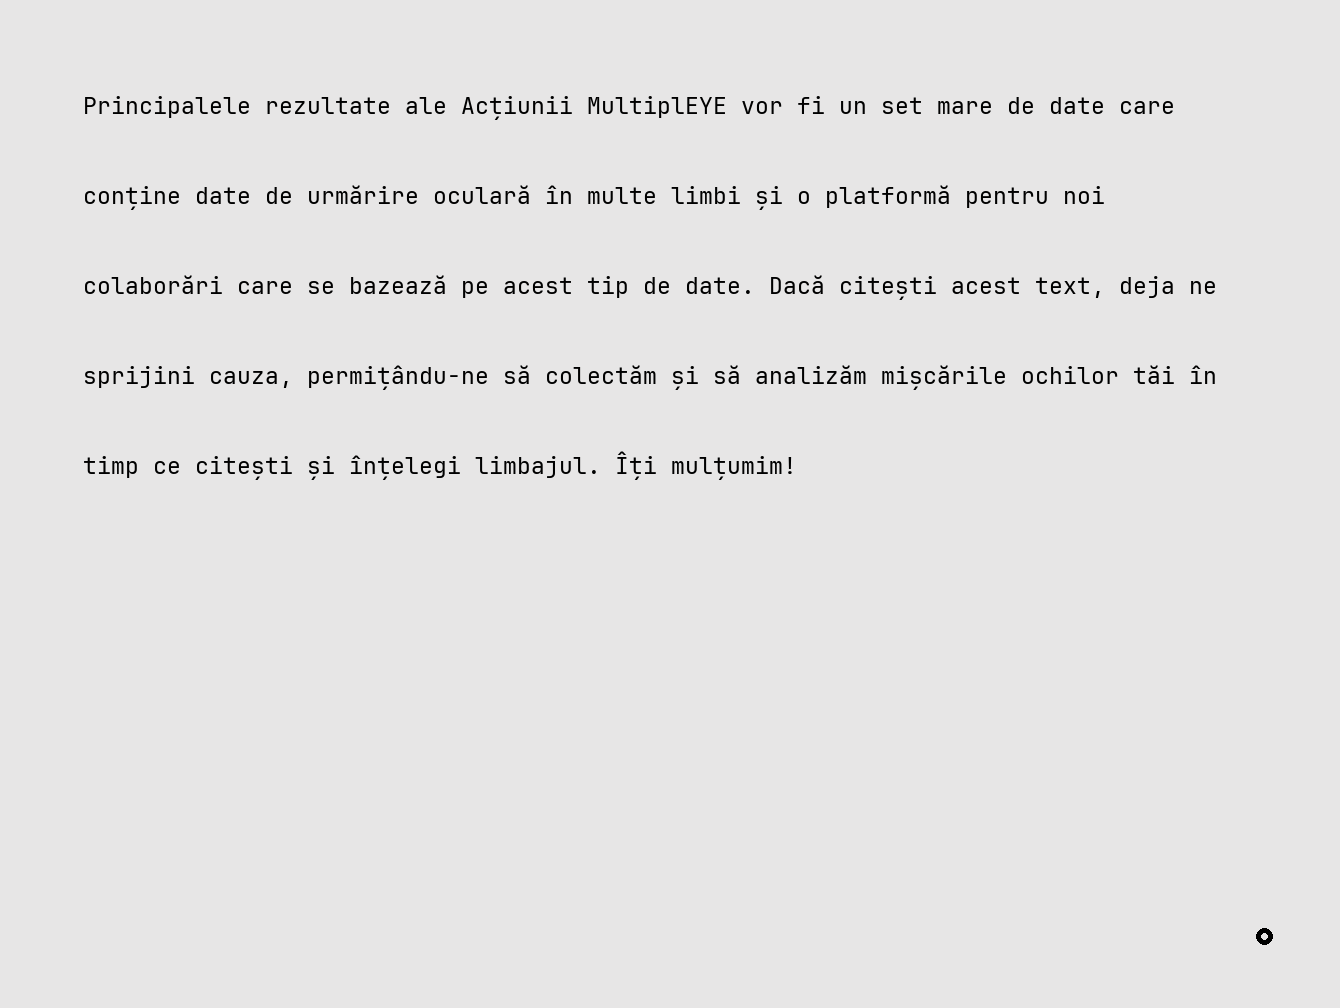 Principalele rezultate ale Acțiunii MultiplEYE vor fi un set mare de date care
conține date de urmărire oculară în multe limbi și o platformă pentru noi
colaborări care se bazează pe acest tip de date. Dacă citești acest text, deja ne
sprijini cauza, permițându-ne să colectăm și să analizăm mișcările ochilor tăi în
timp ce citești și înțelegi limbajul. Îți mulțumim!